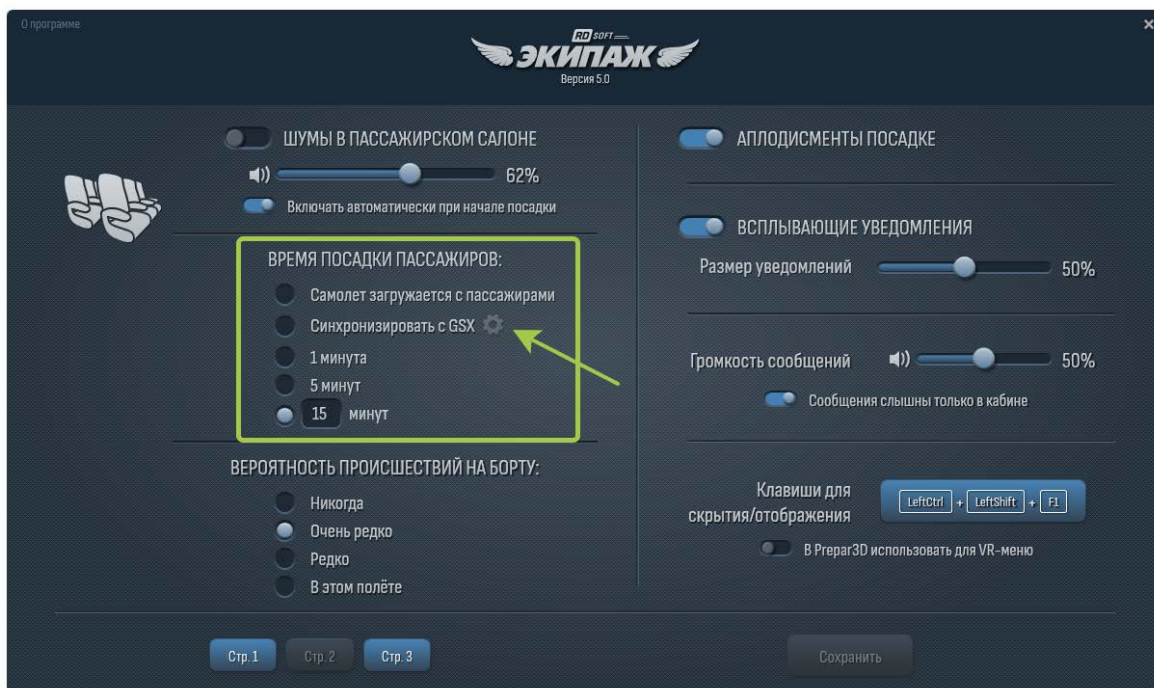 О программе
RD SOFT
ЭКИПАЖ
Версия 5.0
ШУМЫ В ПАССАЖИРСКОМ САЛОНЕ
62%
Включать автоматически при начале посадки
ВРЕМЯ ПОСАДКИ ПАССАЖИРОВ:
Самолет загружается с пассажирами
Синхронизировать с GSX
1 минута
5 минут
15 минут
ВЕРОЯТНОСТЬ ПРОИСШЕСТВИЙ НА БОРТУ:
Никогда
Очень редко
Редко
В этом полёте
АПЛОДИСМЕНТЫ ПОСАДКЕ
ВСПЛЫВАЮЩИЕ УВЕДОМЛЕНИЯ
Размер уведомлений 50%
Громкость сообщений 50%
Сообщения слышны только в кабине
Клавиши для
скрытия/отображения
LeftCtrl + LeftShift + F1
В Prepar3D использовать для VR-меню
Стр. 1 Стр. 2 Стр. 3
Сохранить